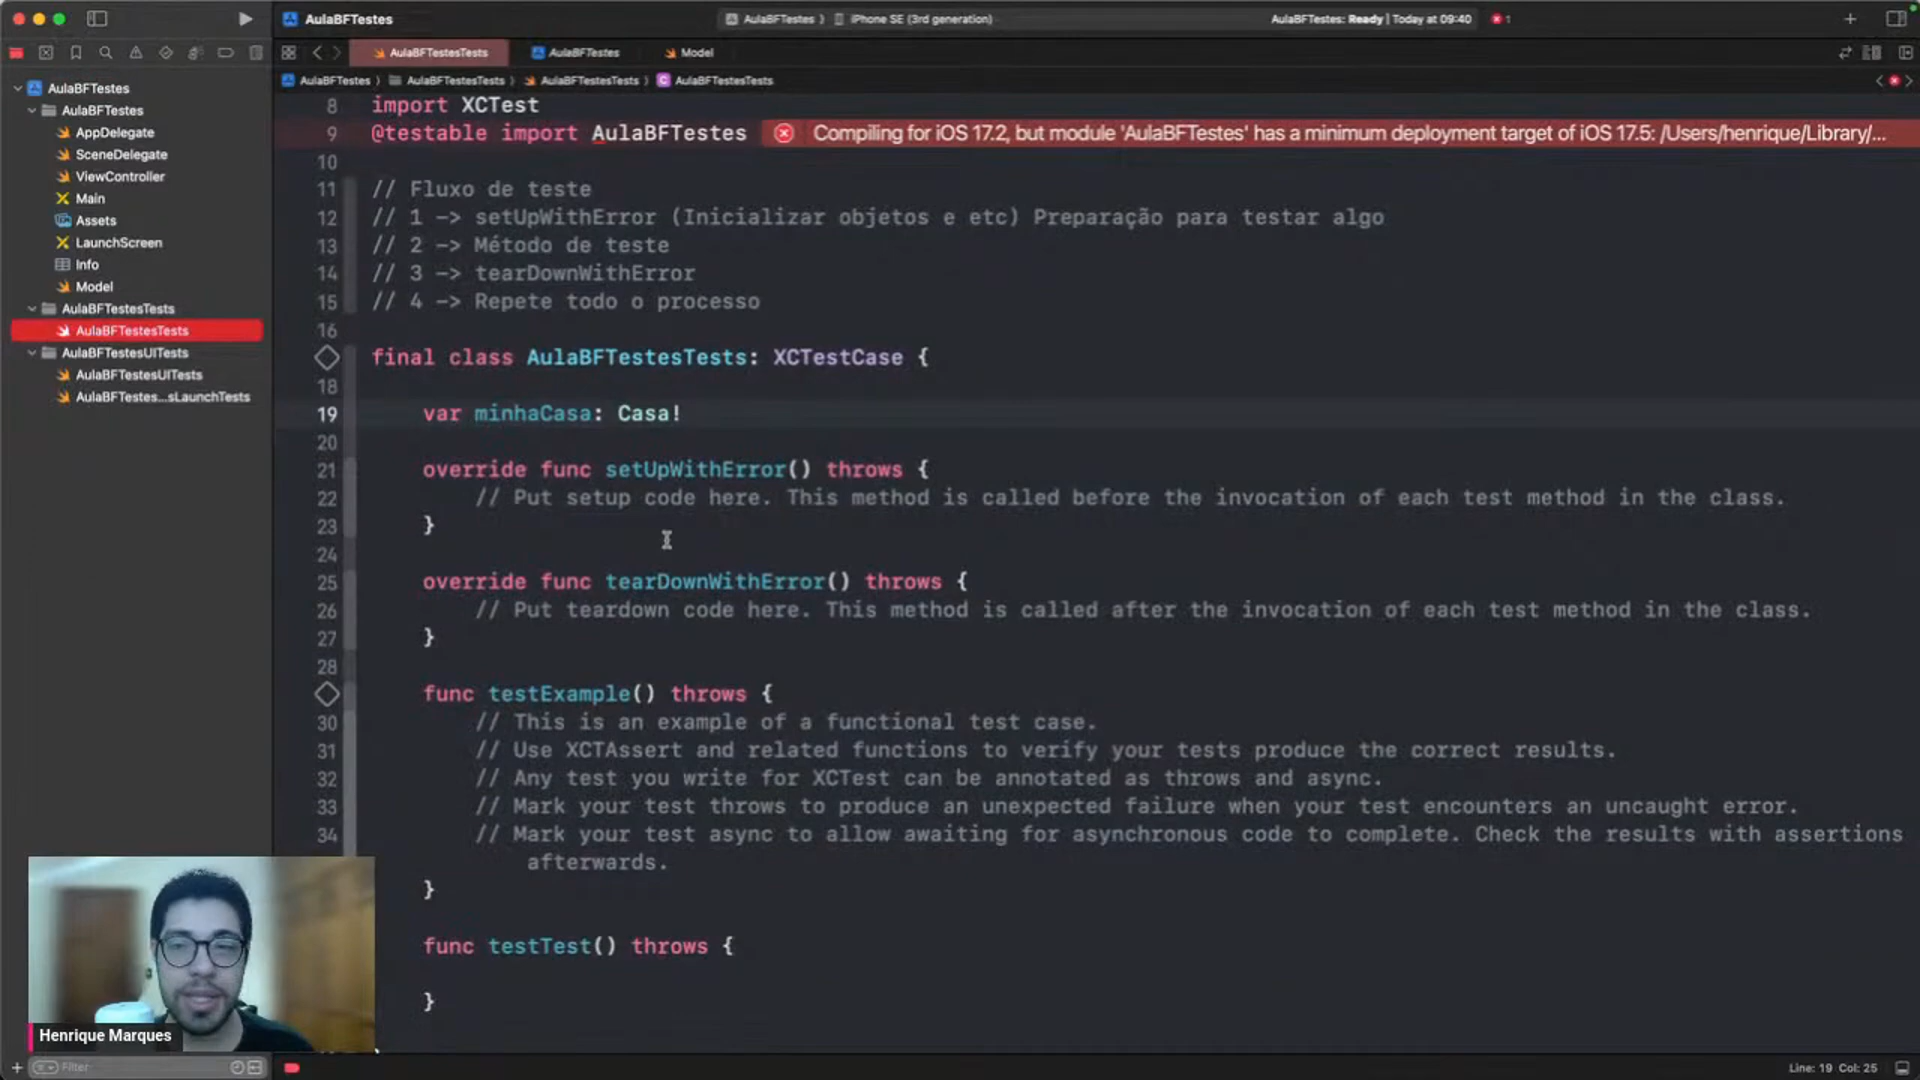 AulaBFTestes
AulaBFTestes
iPhone SE (3rd generation)
AulaBFTestes: Ready | Today at 09:40
1
AulaBFTestesTests
AulaBFTestes
Model
AulaBFTestes
AulaBFTestesTests
AulaBFTestesTests
C
AulaBFTestesTests
AulaBFTestes
AulaBFTestes
AppDelegate
SceneDelegate
ViewController
Main
Assets
LaunchScreen
Info
Model
AulaBFTestesTests
AulaBFTestesTests
AulaBFTestesUITests
AulaBFTestesUITests
AulaBFTestes...sLaunchTests
8 import XCTest
9 @testable import AulaBFTestes
Compiling for iOS 17.2, but module 'AulaBFTestes' has a minimum deployment target of iOS 17.5: /Users/henrique/Library/...
10
11 // Fluxo de teste
12 // 1 -> setUpWithError (Inicializar objetos e etc) Preparação para testar algo
13 // 2 -> Método de teste
14 // 3 -> tearDownWithError
15 // 4 -> Repete todo o processo
16
final class AulaBFTestesTests: XCTestCase {
18
19 var minhaCasa: Casa!
20
21 override func setUpWithError() throws {
22 // Put setup code here. This method is called before the invocation of each test method in the class.
23 }
24
25 override func tearDownWithError() throws {
26 // Put teardown code here. This method is called after the invocation of each test method in the class.
27 }
28
func testExample() throws {
30 // This is an example of a functional test case.
31 // Use XCTAssert and related functions to verify your tests produce the correct results.
32 // Any test you write for XCTest can be annotated as throws and async.
33 // Mark your test throws to produce an unexpected failure when your test encounters an uncaught error.
34 // Mark your test async to allow awaiting for asynchronous code to complete. Check the results with assertions
afterwards.
}
func testTest() throws {
}
Henrique Marques
Filter
Line: 19 Col: 25